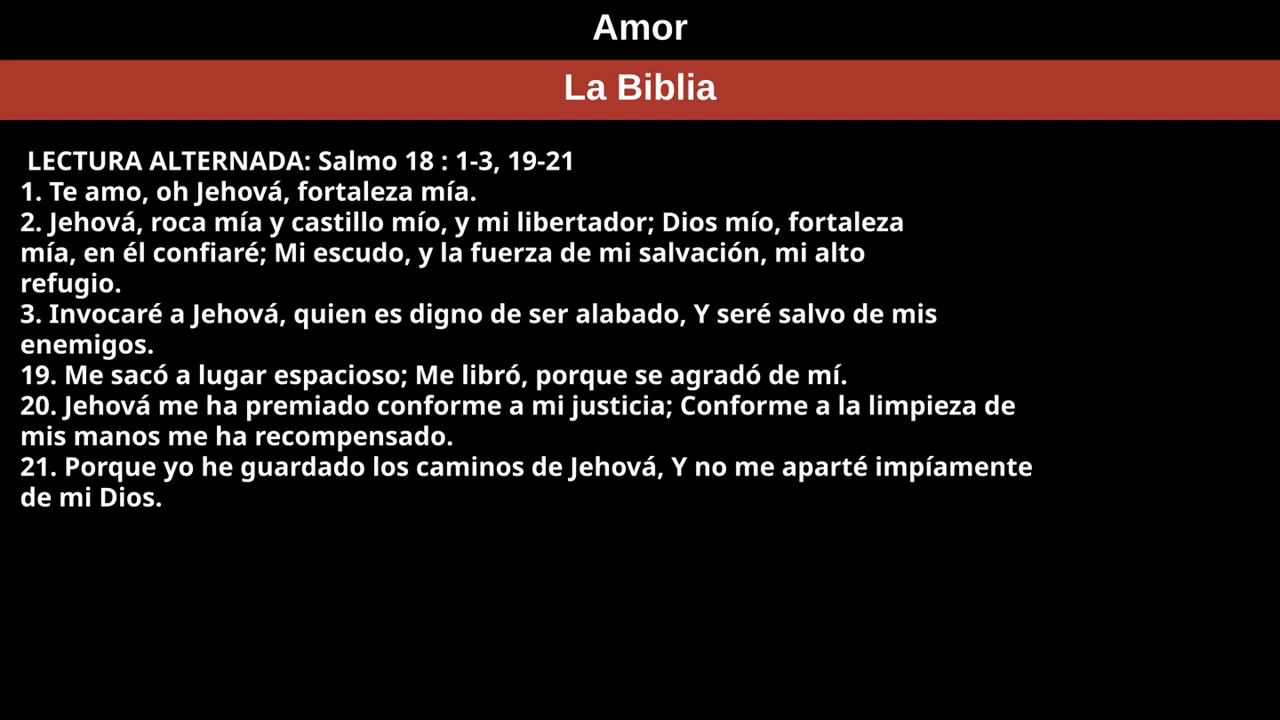 Amor
La Biblia
LECTURA ALTERNADA: Salmo 18 : 1-3, 19-21
1. Te amo, oh Jehová, fortaleza mía.
2. Jehová, roca mía y castillo mío, y mi libertador; Dios mío, fortaleza
mía, en él confiaré; Mi escudo, y la fuerza de mi salvación, mi alto
refugio.
3. Invocaré a Jehová, quien es digno de ser alabado, Y seré salvo de mis
enemigos.
19. Me sacó a lugar espacioso; Me libró, porque se agradó de mí.
20. Jehová me ha premiado conforme a mi justicia; Conforme a la limpieza de
mis manos me ha recompensado.
21. Porque yo he guardado los caminos de Jehová, Y no me aparté impíamente
de mi Dios.